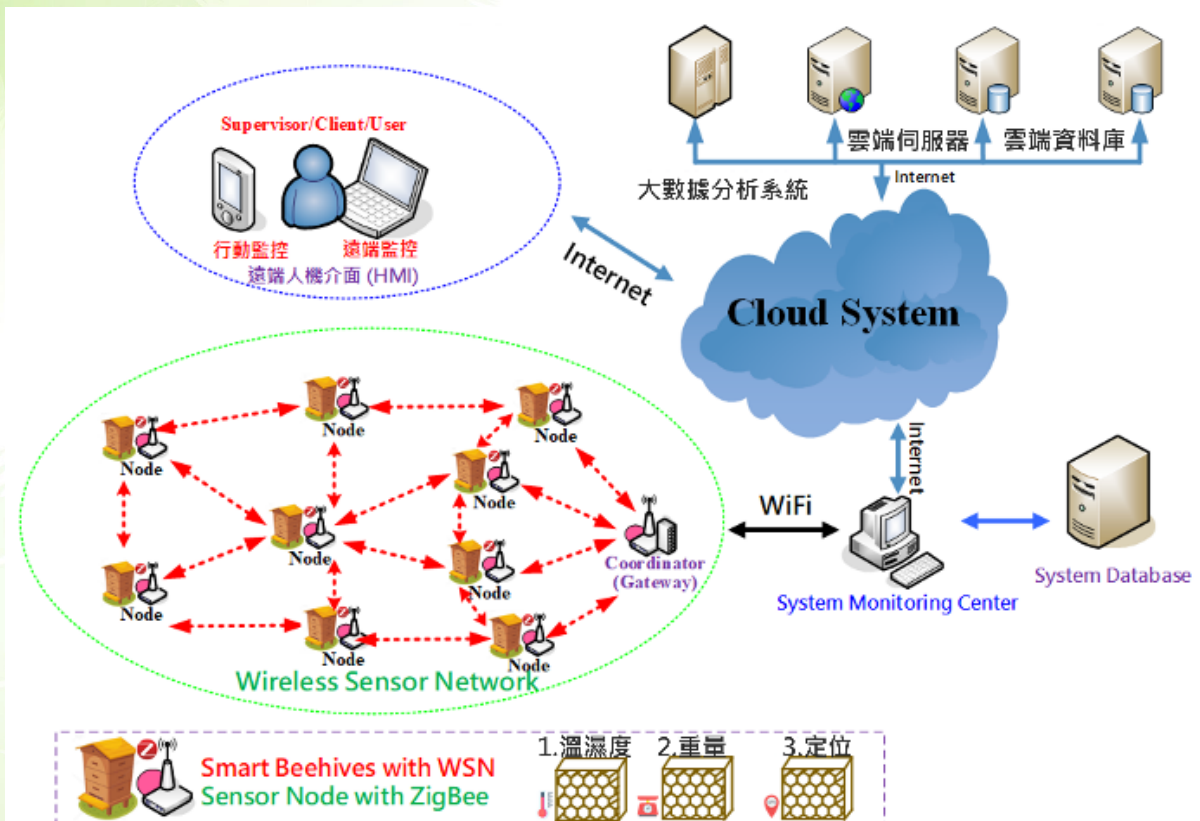 Supervisor/Client/User
行動監控
遠端監控
遠端人機介面 (HMI)
雲端伺服器
雲端資料庫
大數據分析系統
Internet
Internet
Cloud System
Internet
Node
Node
Node
Node
Node
Node
Node
Node
Node
Coordinator
(Gateway)
Wireless Sensor Network
WiFi
System Monitoring Center
System Database
Smart Beehives with WSN
Sensor Node with ZigBee
1.溫濕度
2.重量
3.定位